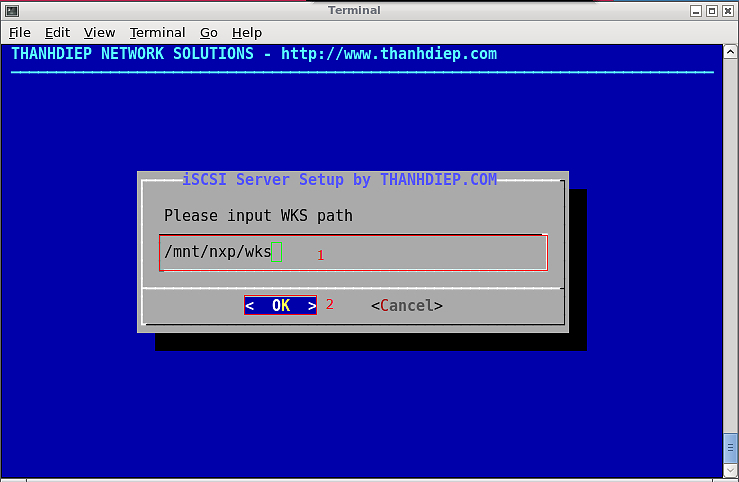 Terminal
File Edit View Terminal Go Help
THANHDIEP NETWORK SOLUTIONS - http://www.thanhdiep.com
iSCSI Server Setup by THANHDIEP.COM
Please input WKS path
/mnt/nxp/wks 1
< OK > 2 <Cancel>